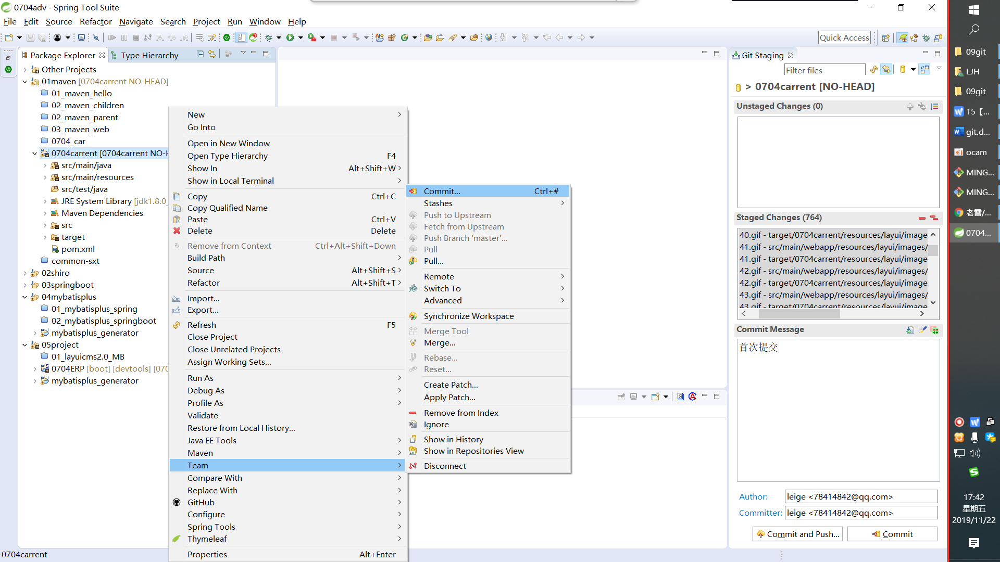 0704adv - Spring Tool Suite
File Edit Source Refactor Navigate Search Project Run Window Help
Quick Access
Package Explorer
Type Hierarchy
Other Projects
01maven [0704carrent NO-HEAD]
01_maven_hello
02_maven_children
02_maven_parent
03_maven_web
0704_car
0704carrent [0704carrent NO-H
src/main/java
src/main/resources
src/test/java
JRE System Library [jdk1.8.0_
Maven Dependencies
src
target
pom.xml
common-sxt
02shiro
03springboot
04mybatisplus
01_mybatisplus_spring
02_mybatisplus_springboot
mybatisplus_generator
05project
01_layuicms2.0_MB
0704ERP [boot] [devtools] [070
mybatisplus_generator
0704carrent
New
Go Into
Open in New Window
Open Type Hierarchy F4
Show In Alt+Shift+W
Show in Local Terminal
Copy Ctrl+C
Copy Qualified Name
Paste Ctrl+V
Delete Delete
Remove from Context Ctrl+Alt+Shift+Down
Build Path
Source Alt+Shift+S
Refactor Alt+Shift+T
Import...
Export...
Refresh F5
Close Project
Close Unrelated Projects
Assign Working Sets...
Run As
Debug As
Profile As
Validate
Restore from Local History...
Java EE Tools
Maven
Team
Compare With
Replace With
GitHub
Configure
Spring Tools
Thymeleaf
Properties Alt+Enter
Commit... Ctrl+#
Stashes
Push to Upstream
Fetch from Upstream
Push Branch 'master'...
Pull
Pull...
Remote
Switch To
Advanced
Synchronize Workspace
Merge Tool
Merge...
Rebase...
Reset...
Create Patch...
Apply Patch...
Remove from Index
Ignore
Show in History
Show in Repositories View
Disconnect
Git Staging
Filter files
> 0704carrent [NO-HEAD]
Unstaged Changes (0)
Staged Changes (764)
40.gif - target/0704carrent/resources/layui/image
41.gif - src/main/webapp/resources/layui/images/
41.gif - target/0704carrent/resources/layui/image
42.gif - src/main/webapp/resources/layui/images/
42.gif - target/0704carrent/resources/layui/image
43.gif - src/main/webapp/resources/layui/images/
43.gif - target/0704carrent/resources/layui/image
Commit Message
首次提交
Author: leige <78414842@qq.com>
Committer: leige <78414842@qq.com>
Commit and Push...
Commit
09git
LJH
09git
15【...
git.d...
ocam
MING...
MING...
老雷/...
0704...
17:42
星期五
2019/11/22